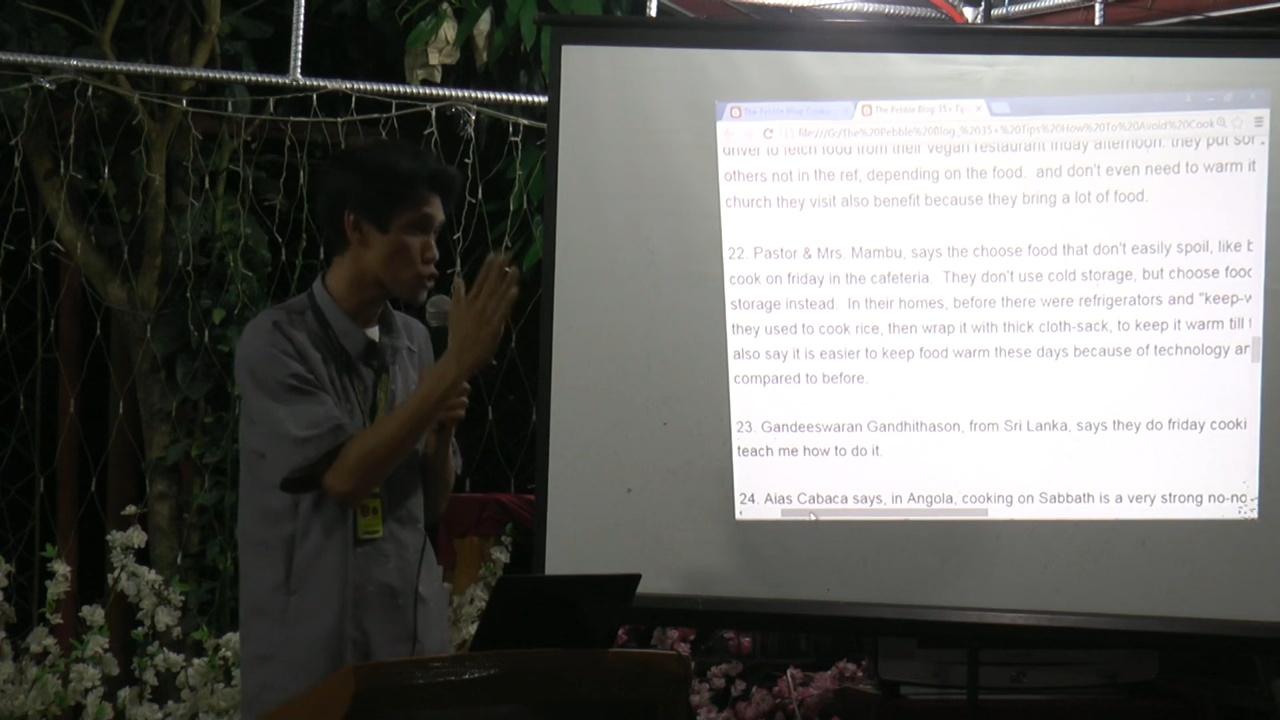 The Pebble Blog: Cookin
The Pebble Blog: 35+ Tip
file:///G:/The%20Pebble%20Blog_%2035+%20Tips%20How%20To%20Avoid%20Cook
driver to fetch food from their vegan restaurant friday afternoon. they put sor
others not in the ref, depending on the food. and don't even need to warm it
church they visit also benefit because they bring a lot of food.
22. Pastor & Mrs. Mambu, says the choose food that don't easily spoil, like b
cook on friday in the cafeteria. They don't use cold storage, but choose food
storage instead. In their homes, before there were refrigerators and "keep-w
they used to cook rice, then wrap it with thick cloth-sack, to keep it warm till
also say it is easier to keep food warm these days because of technology ar
compared to before.
23. Gandeeswaran Gandhithason, from Sri Lanka, says they do friday cooki
teach me how to do it.
24. Aias Cabaca says, in Angola, cooking on Sabbath is a very strong no-no